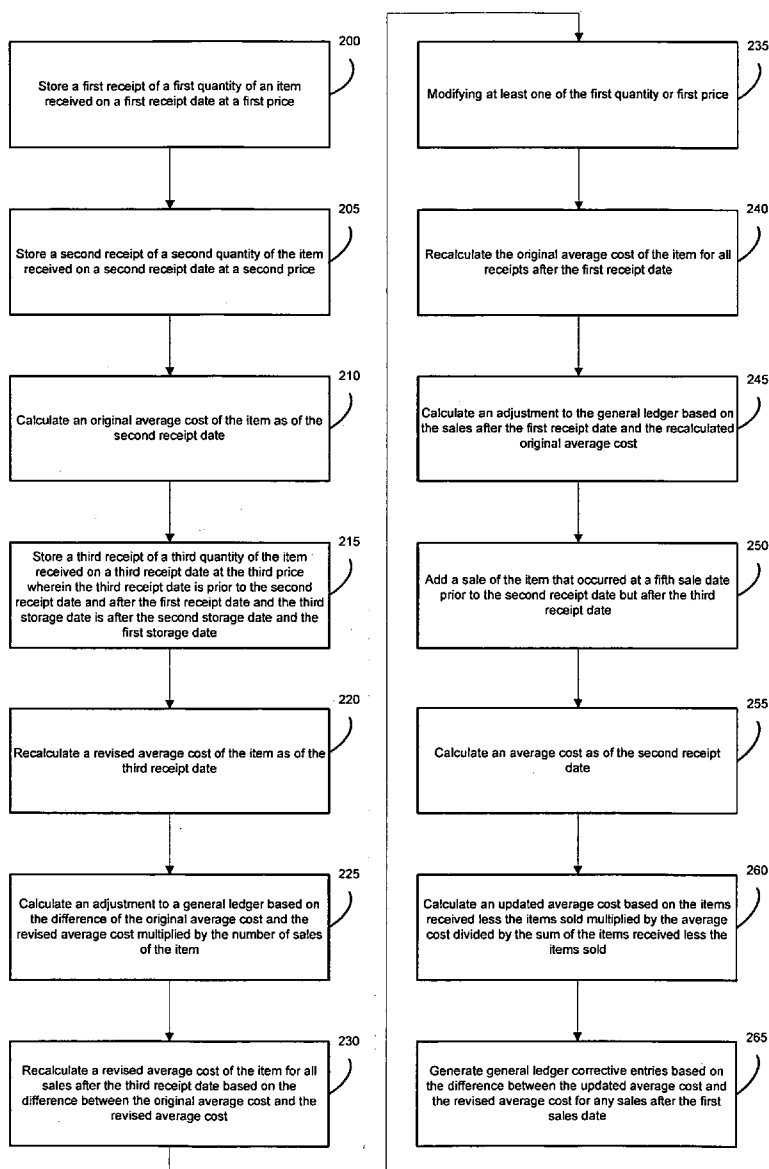 200
Store a first receipt of a first quantity of an item
received on a first receipt date at a first price
205
Store a second receipt of a second quantity of the item
received on a second receipt date at a second price
210
Calculate an original average cost of the item as of the
second receipt date
215
Store a third receipt of a third quantity of the item
received on a third receipt date at the third price
wherein the third receipt date is prior to the second
receipt date and after the first receipt date and the third
storage date is after the second storage date and the
first storage date
220
Recalculate a revised average cost of the item as of the
third receipt date
225
Calculate an adjustment to a general ledger based on
the difference of the original average cost and the
revised average cost multiplied by the number of sales
of the item
230
Recalculate a revised average cost of the item for all
sales after the third receipt date based on the
difference between the original average cost and the
revised average cost
235
Modifying at least one of the first quantity or first price
240
Recalculate the original average cost of the item for all
receipts after the first receipt date
245
Calculate an adjustment to the general ledger based on
the sales after the first receipt date and the recalculated
original average cost
250
Add a sale of the item that occurred at a fifth sale date
prior to the second receipt date but after the third
receipt date
255
Calculate an average cost as of the second receipt
date
260
Calculate an updated average cost based on the items
received less the items sold multiplied by the average
cost divided by the sum of the items received less the
items sold
265
Generate general ledger corrective entries based on
the difference between the updated average cost and
the revised average cost for any sales after the first
sales date